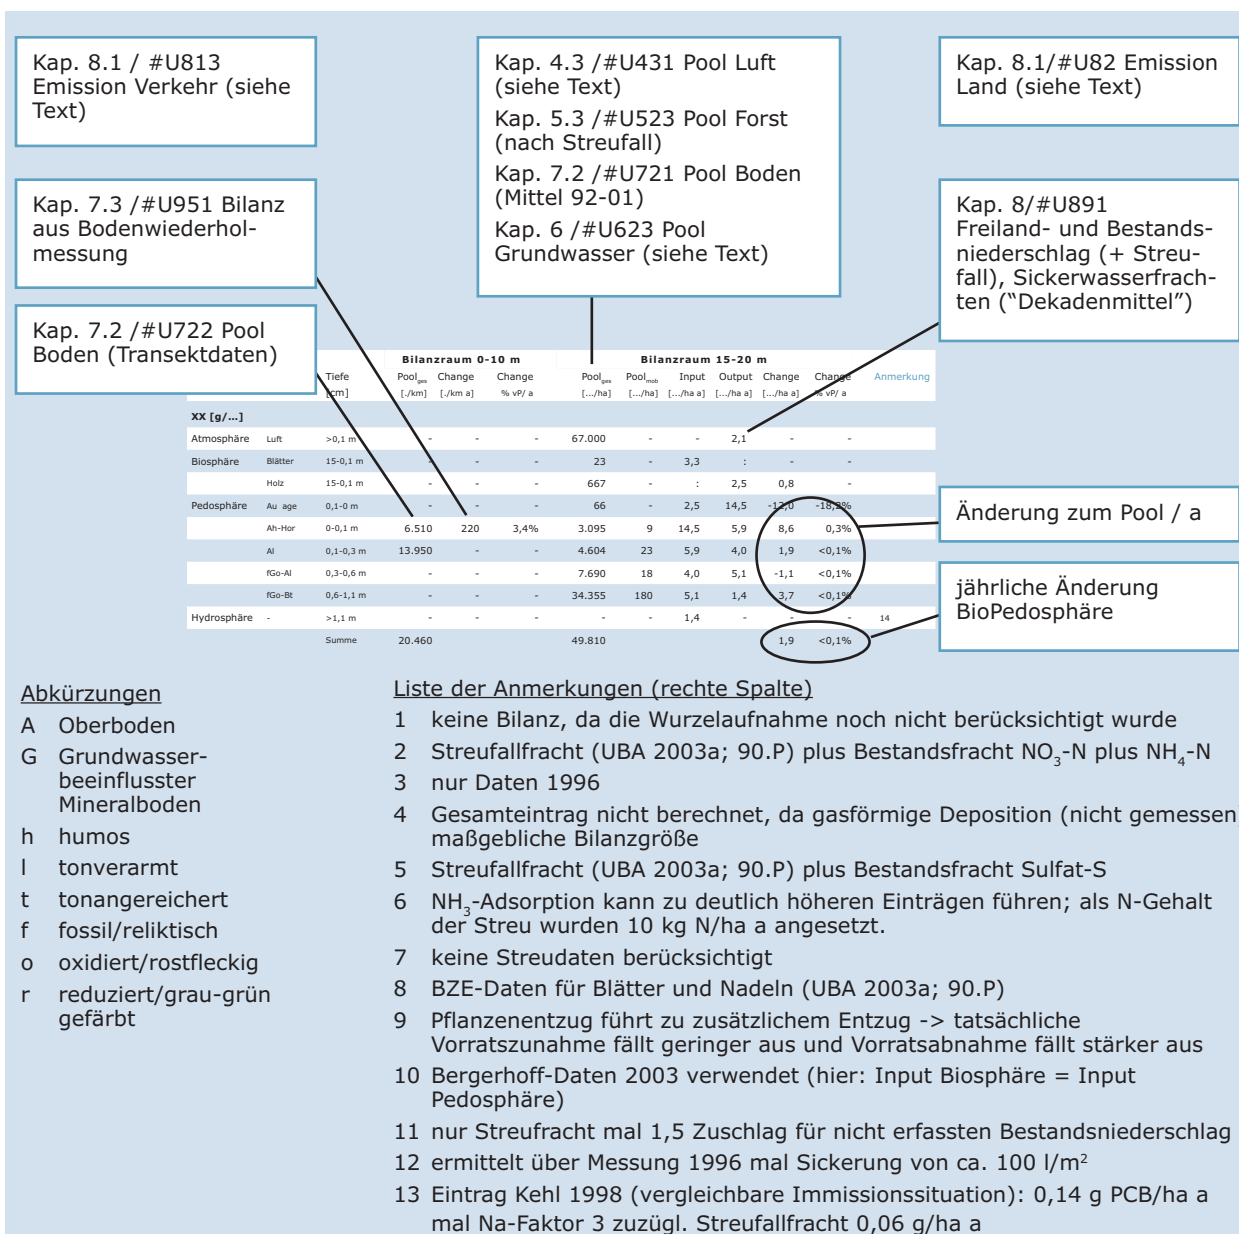 Kap. 8.1 / #U813
Emission Verkehr (siehe
Text)
Kap. 4.3 /#U431 Pool Luft
(siehe Text)
Kap. 5.3 /#U523 Pool Forst
(nach Streufall)
Kap. 7.2 /#U721 Pool Boden
(Mittel 92-01)
Kap. 6 /#U623 Pool
Grundwasser (siehe Text)
Kap. 8.1/#U82 Emission
Land (siehe Text)
Kap. 7.3 /#U951 Bilanz
aus Bodenwiederhol-
messung
Kap. 8/#U891
Freiland- und Bestands-
niederschlag (+ Streu-
fall), Sickerwasserfrach-
ten (“Dekadenmittel”)
Kap. 7.2 /#U722 Pool
Boden (Transektdaten)
Bilanzraum 0-10 m Bilanzraum 15-20 m
Tiefe Poolges Change Change Poolges Poolmob Input Output Change Change Anmerkung
[cm] [./km] [./km a] % vP/ a [.../ha] [.../ha] [.../ha a] [.../ha a] [.../ha a] % vP/ a
XX [g/...]
Atmosphäre Luft >0,1 m - - - 67.000 - - 2,1 - -
Biosphäre Blätter 15-0,1 m - - - 23 - 3,3 : - -
Holz 15-0,1 m - - - 667 - : 2,5 0,8 -
Pedosphäre Au age 0,1-0 m - - - 66 - 2,5 14,5 -12,0 -18,2%
Ah-Hor 0-0,1 m 6.510 220 3,4% 3.095 9 14,5 5,9 8,6 0,3%
Al 0,1-0,3 m 13.950 - - 4.604 23 5,9 4,0 1,9 <0,1%
fGo-Al 0,3-0,6 m - - - 7.690 18 4,0 5,1 -1,1 <0,1%
fGo-Bt 0,6-1,1 m - - - 34.355 180 5,1 1,4 3,7 <0,1%
Hydrosphäre - >1,1 m - - - - - 1,4 - - - 14
Summe 20.460 49.810 1,9 <0,1%
Änderung zum Pool / a
jährliche Änderung
BioPedosphäre
Abkürzungen
A Oberboden
G Grundwasser-
beeinflusster
Mineralboden
h humos
l tonverarmt
t tonangereichert
f fossil/reliktisch
o oxidiert/rostfleckig
r reduziert/grau-grün
gefärbt
Liste der Anmerkungen (rechte Spalte)
1 keine Bilanz, da die Wurzelaufnahme noch nicht berücksichtigt wurde
2 Streufallfracht (UBA 2003a; 90.P) plus Bestandsfracht NO₃-N plus NH₄-N
3 nur Daten 1996
4 Gesamteintrag nicht berechnet, da gasförmige Deposition (nicht gemessen)
maßgebliche Bilanzgröße
5 Streufallfracht (UBA 2003a; 90.P) plus Bestandsfracht Sulfat-S
6 NH₃-Adsorption kann zu deutlich höheren Einträgen führen; als N-Gehalt
der Streu wurden 10 kg N/ha a angesetzt.
7 keine Streudaten berücksichtigt
8 BZE-Daten für Blätter und Nadeln (UBA 2003a; 90.P)
9 Pflanzenentzug führt zu zusätzlichem Entzug -> tatsächliche
Vorratszunahme fällt geringer aus und Vorratsabnahme fällt stärker aus
10 Bergerhoff-Daten 2003 verwendet (hier: Input Biosphäre = Input
Pedosphäre)
11 nur Streufracht mal 1,5 Zuschlag für nicht erfassten Bestandsniederschlag
12 ermittelt über Messung 1996 mal Sickerung von ca. 100 l/m²
13 Eintrag Kehl 1998 (vergleichbare Immissionssituation): 0,14 g PCB/ha a
mal Na-Faktor 3 zuzügl. Streufallfracht 0,06 g/ha a